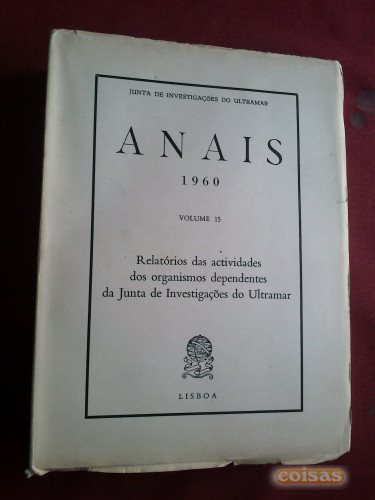 JUNTA DE INVESTIGAÇÕES DO ULTRAMAR
ANAIS
1960
VOLUME 15
Relatórios das actividades
dos organismos dependentes
da Junta de Investigações do Ultramar
LISBOA
coisas